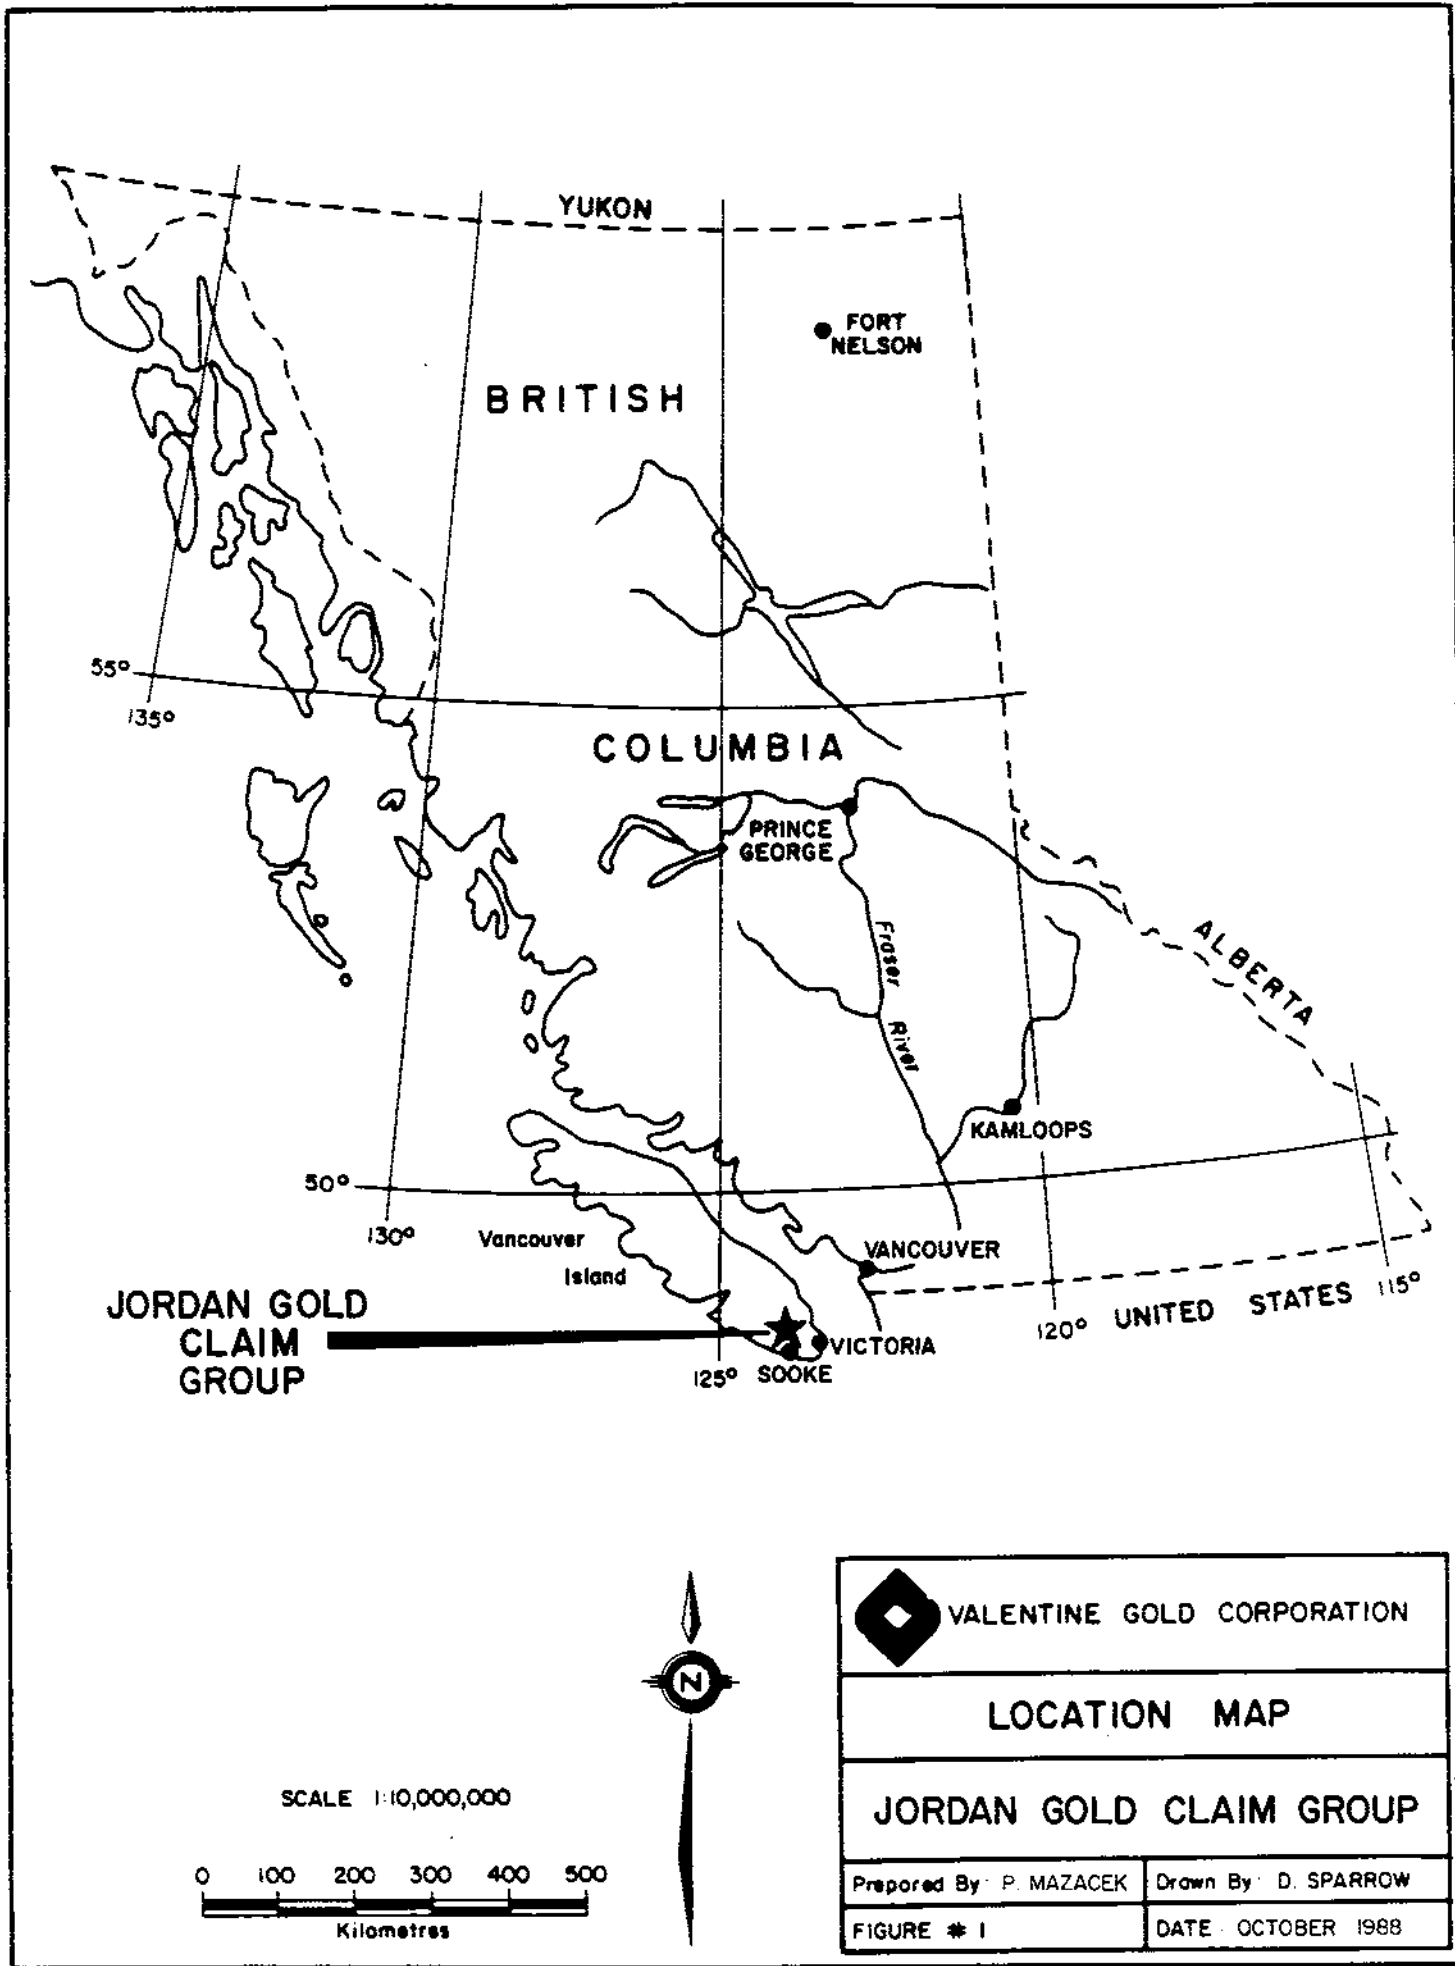 YUKON
FORT
NELSON
BRITISH
55°
135°
COLUMBIA
PRINCE
GEORGE
Fraser
River
ALBERTA
KAMLOOPS
50°
130°
Vancouver
Island
VANCOUVER
JORDAN GOLD
CLAIM
GROUP
VICTORIA
125°
SOOKE
120°
UNITED STATES
115°
VALENTINE GOLD CORPORATION
N
LOCATION MAP
SCALE 1:10,000,000
JORDAN GOLD CLAIM GROUP
0 100 200 300 400 500
Kilometres
Prepared By: P. MAZACEK
Drawn By: D. SPARROW
FIGURE # 1
DATE: OCTOBER 1988